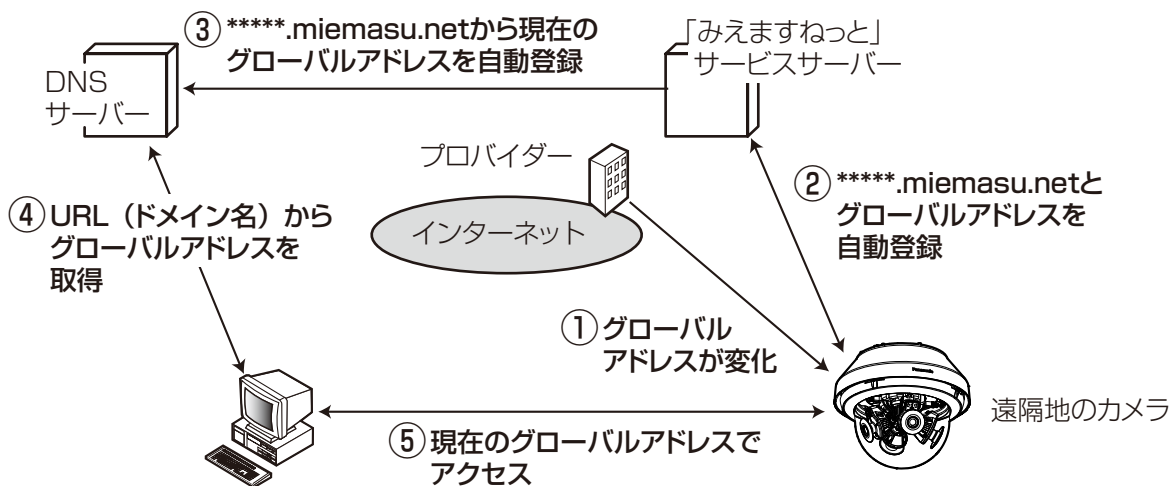 ③*****.miemasu.netから現在の
グローバルアドレスを自動登録
「みえますねっと」
サービスサーバー
DNS
サーバー
プロバイダー
インターネット
②*****.miemasu.netと
グローバルアドレスを
自動登録
④URL（ドメイン名）から
グローバルアドレスを
取得
①グローバル
アドレスが変化
Panasonic
遠隔地のカメラ
⑤現在のグローバルアドレスで
アクセス